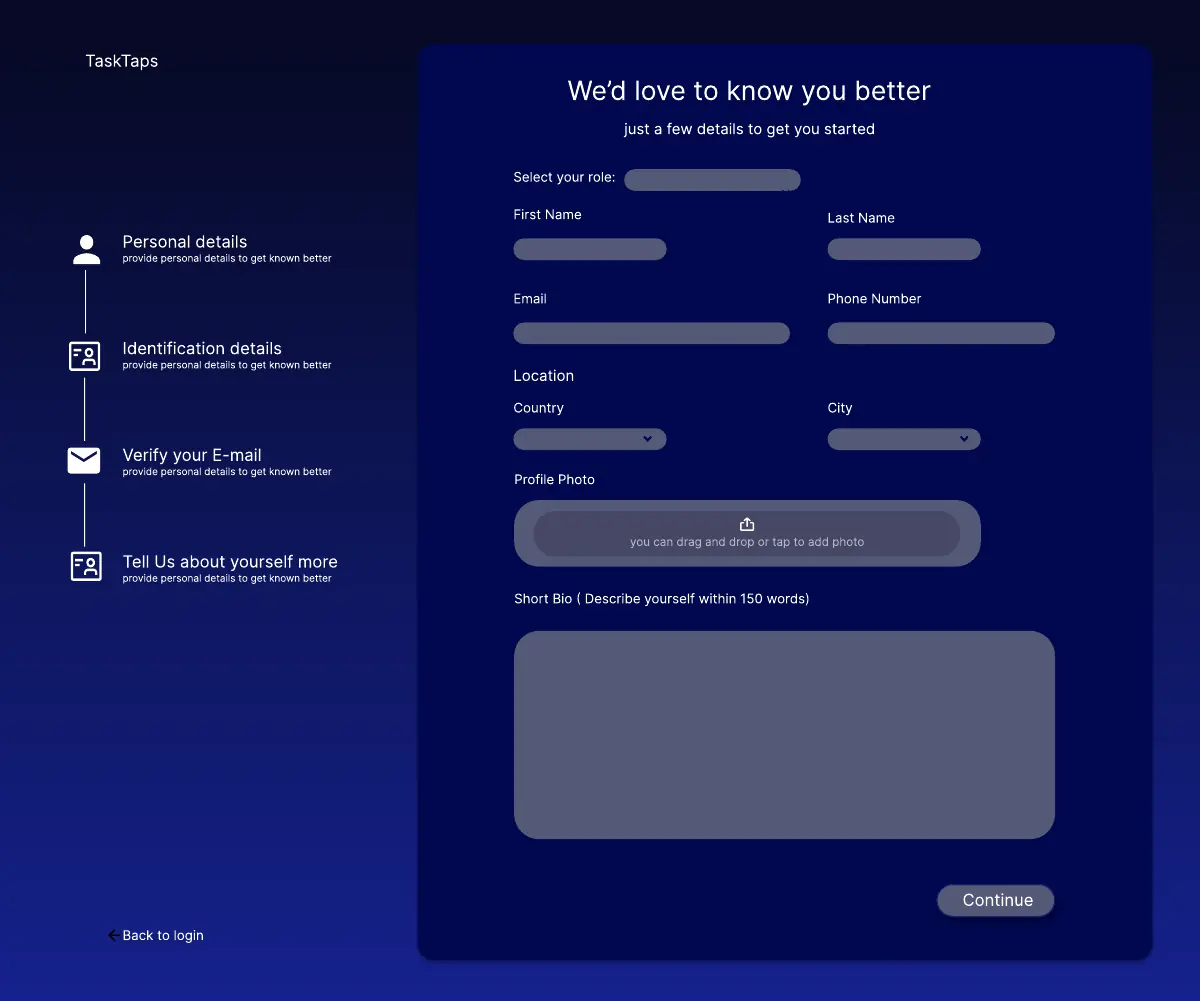 TaskTaps
Personal details
provide personal details to get known better
Identification details
provide personal details to get known better
Verify your E-mail
provide personal details to get known better
Tell Us about yourself more
provide personal details to get known better
Back to login
We’d love to know you better
just a few details to get you started
Select your role:
First Name
Last Name
Email
Phone Number
Location
Country
City
Profile Photo
you can drag and drop or tap to add photo
Short Bio ( Describe yourself within 150 words)
Continue